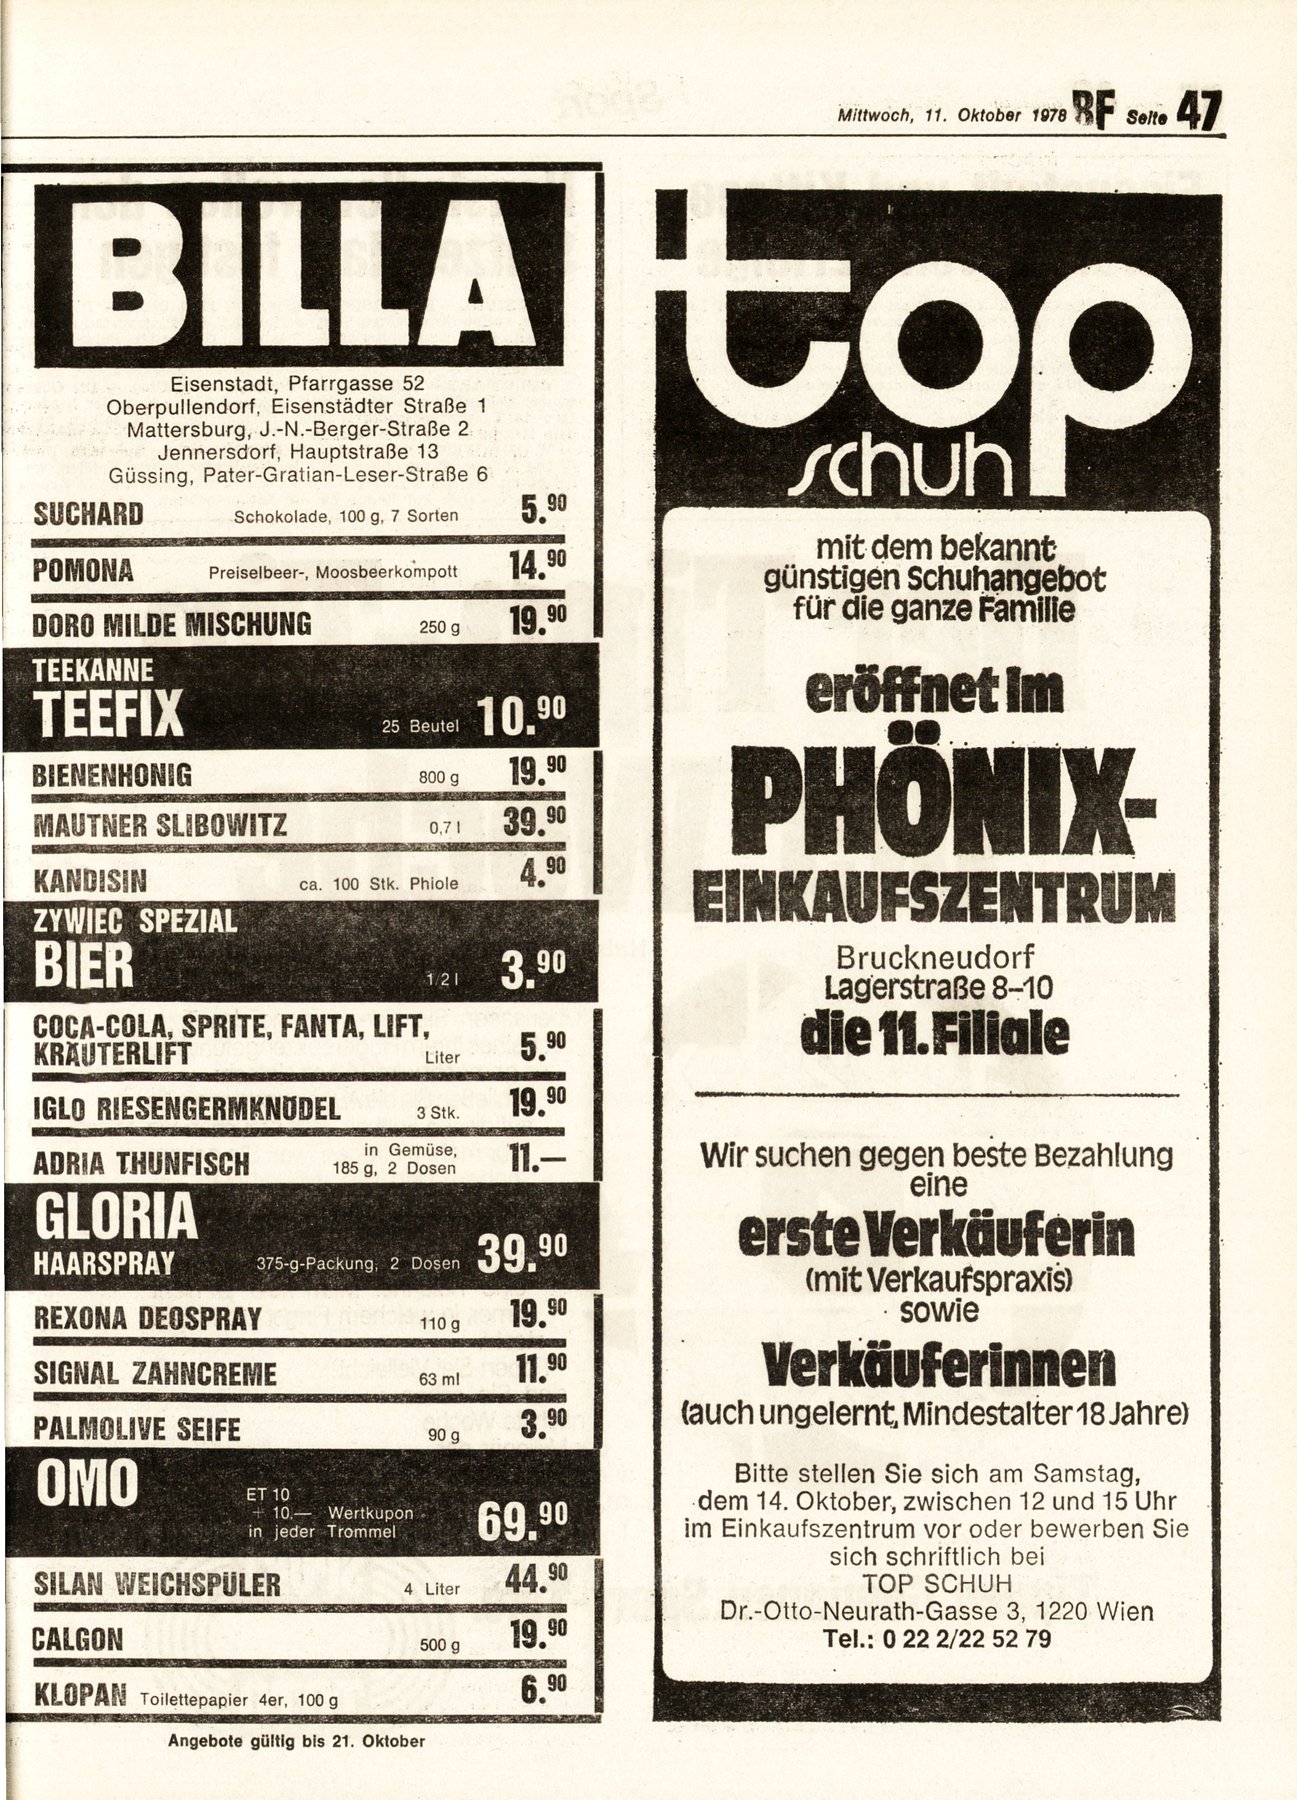 Mittwoch, 11. Oktober 1978 BF Seite 47
BILLA
Eisenstadt, Pfarrgasse 52
Oberpullendorf, Eisenstädter Straße 1
Mattersburg, J.-N.-Berger-Straße 2
Jennersdorf, Hauptstraße 13
Güssing, Pater-Gratian-Leser-Straße 6
SUCHARD Schokolade, 100 g, 7 Sorten 5.90
POMONA Preiselbeer-, Moosbeerkompott 14.90
DORO MILDE MISCHUNG 250 g 19.90
TEEKANNE
TEEFIX 25 Beutel 10.90
BIENENHONIG 800 g 19.90
MAUTNER SLIBOWITZ 0,7 l 39.90
KANDISIN ca. 100 Stk. Phiole 4.90
ZYWIEC SPEZIAL
BIER 1/2 l 3.90
COCA-COLA, SPRITE, FANTA, LIFT,
KRÄUTERLIFT Liter 5.90
IGLO RIESENGERMKNÖDEL 3 Stk. 19.90
ADRIA THUNFISCH in Gemüse,
185 g, 2 Dosen 11.—
GLORIA
HAARSPRAY 375-g-Packung, 2 Dosen 39.90
REXONA DEOSPRAY 110 g 19.90
SIGNAL ZAHNCREME 63 ml 11.90
PALMOLIVE SEIFE 90 g 3.90
OMO
ET 10
+ 10.— Wertkupon
in jeder Trommel 69.90
SILAN WEICHSPÜLER 4 Liter 44.90
CALGON 500 g 19.90
KLOPAN Toilettepapier 4er, 100 g 6.90
Angebote gültig bis 21. Oktober
top
schuh
mit dem bekannt
günstigen Schuhangebot
für die ganze Familie
eröffnet im
PHÖNIX-
EINKAUFSZENTRUM
Bruckneudorf
Lagerstraße 8–10
die 11. Filiale
Wir suchen gegen beste Bezahlung
eine
erste Verkäuferin
(mit Verkaufspraxis)
sowie
Verkäuferinnen
(auch ungelernt, Mindestalter 18 Jahre)
Bitte stellen Sie sich am Samstag,
dem 14. Oktober, zwischen 12 und 15 Uhr
im Einkaufszentrum vor oder bewerben Sie
sich schriftlich bei
TOP SCHUH
Dr.-Otto-Neurath-Gasse 3, 1220 Wien
Tel.: 0 22 2/22 52 79